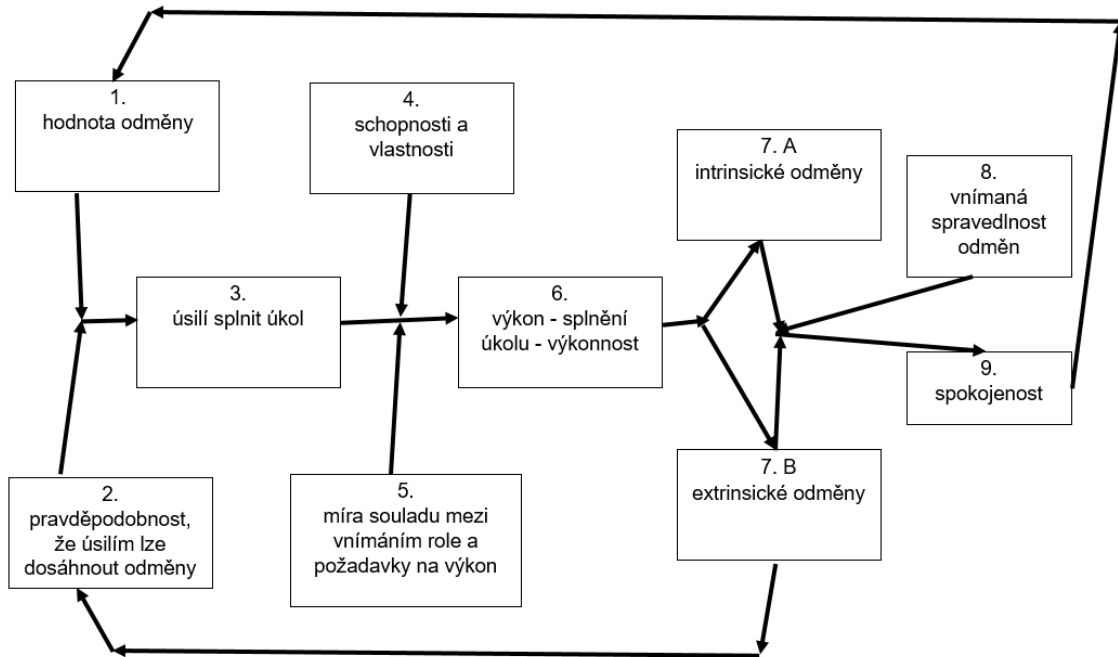 1.
hodnota odměny
4.
schopnosti a
vlastnosti
7. A
intrinsické odměny
8.
vnímaná
spravedlnost
odměn
3.
úsilí splnit úkol
6.
výkon - splnění
úkolu - výkonnost
9.
spokojenost
2.
pravděpodobnost,
že úsilím lze
dosáhnout odměny
5.
míra souladu mezi
vnímáním role a
požadavky na výkon
7. B
extrinsické odměny